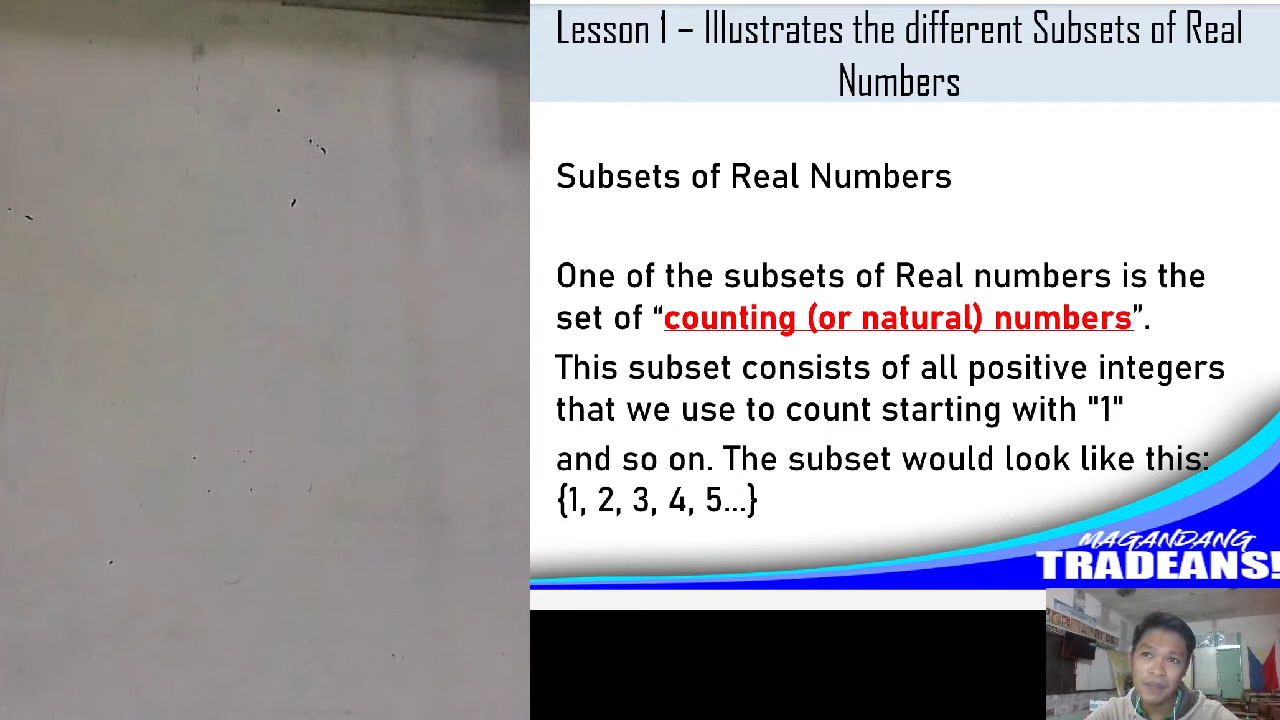 Lesson 1 – Illustrates the different Subsets of Real
Numbers
Subsets of Real Numbers
One of the subsets of Real numbers is the
set of “counting (or natural) numbers”.
This subset consists of all positive integers
that we use to count starting with "1"
and so on. The subset would look like this:
{1, 2, 3, 4, 5...}
MAGANDANG
TRADEANS!